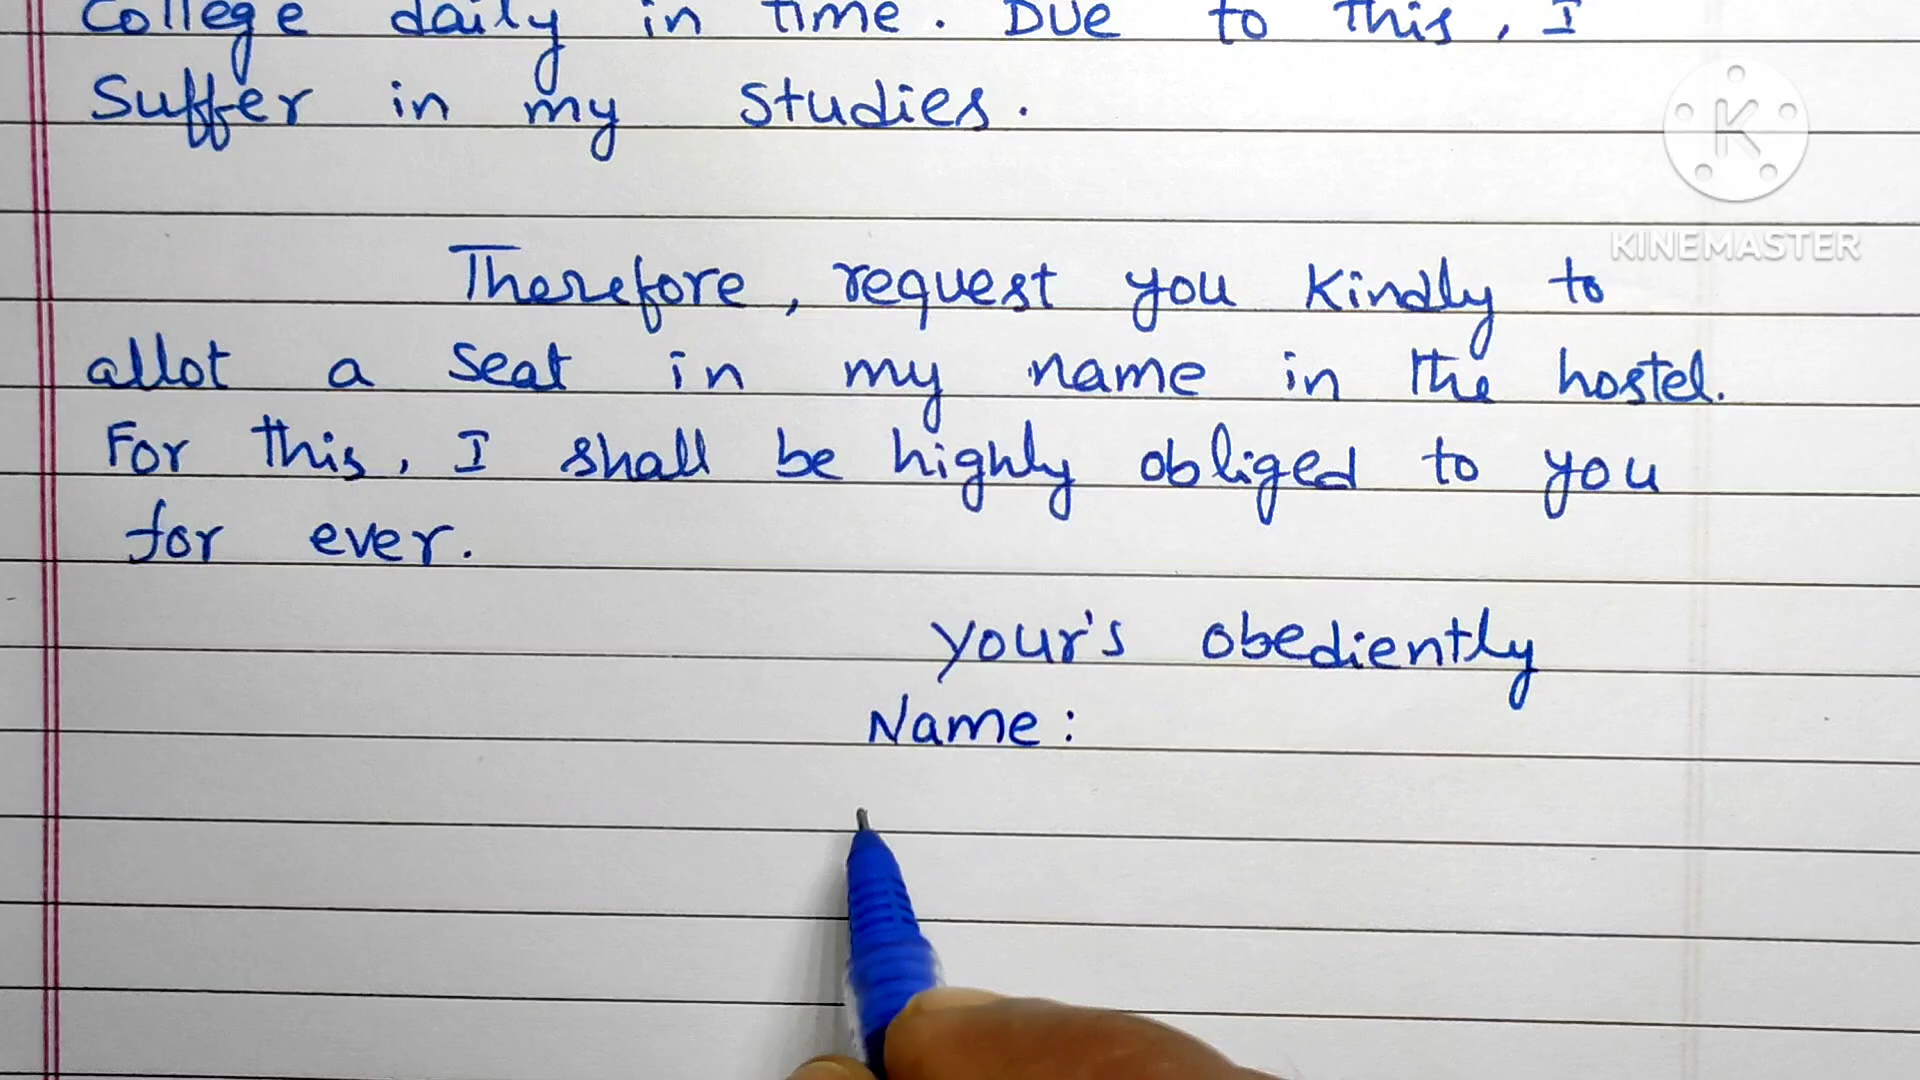 College daily in time. Due to this, I
Suffer in my studies.
Therefore, request you kindly to
allot a seat in my name in the hostel.
For this, I shall be highly obliged to you
for ever.
your's obediently
Name:
KINEMASTER